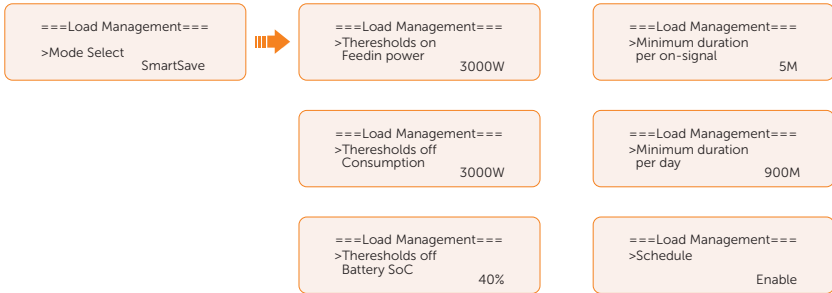 ===Load Management===
>Mode Select
SmartSave
===Load Management===
>Theresholds on
Feedin power
3000W
===Load Management===
>Theresholds off
Consumption
3000W
===Load Management===
>Theresholds off
Battery SoC
40%
===Load Management===
>Minimum duration
per on-signal
5M
===Load Management===
>Minimum duration
per day
900M
===Load Management===
>Schedule
Enable